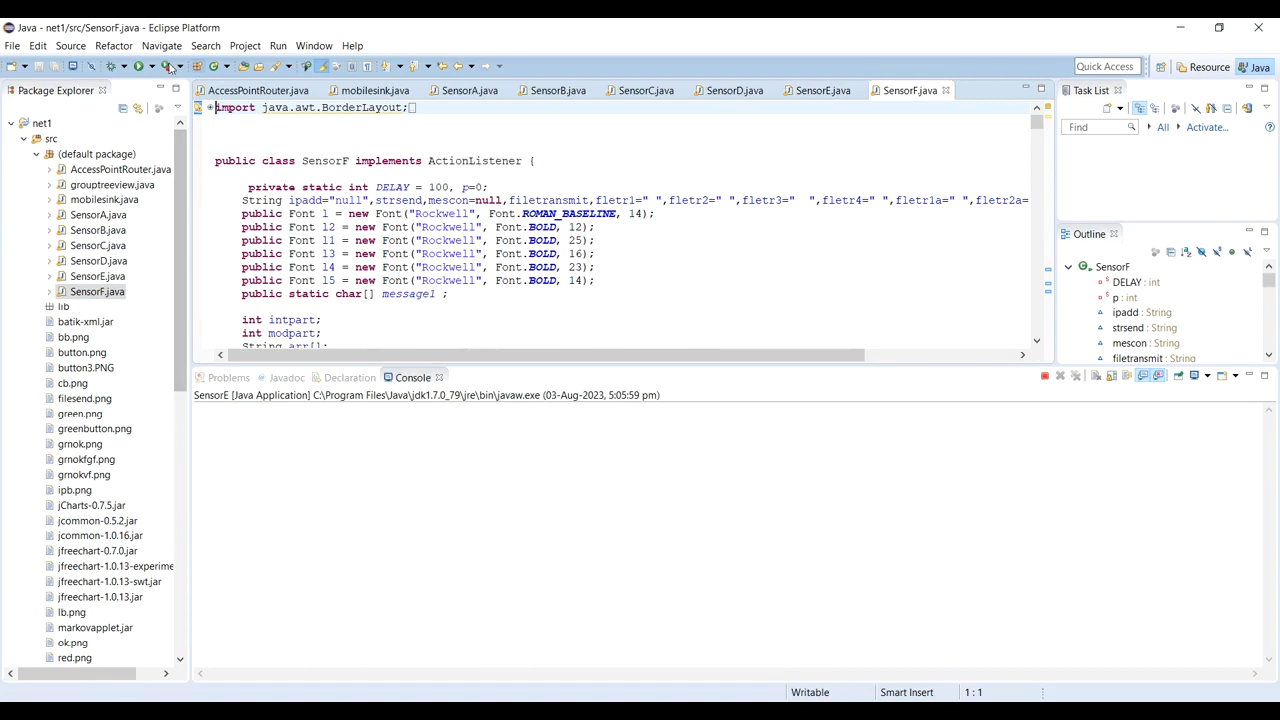 Java - net1/src/SensorF.java - Eclipse Platform
File Edit Source Refactor Navigate Search Project Run Window Help
Quick Access Resource Java
Package Explorer
net1
src
(default package)
AccessPointRouter.java
grouptreeview.java
mobilesink.java
SensorA.java
SensorB.java
SensorC.java
SensorD.java
SensorE.java
SensorF.java
lib
batik-xml.jar
bb.png
button.png
button3.PNG
cb.png
filesend.png
green.png
greenbutton.png
grnok.png
grnokfgf.png
grnokvf.png
ipb.png
jCharts-0.7.5.jar
jcommon-0.5.2.jar
jcommon-1.0.16.jar
jfreechart-0.7.0.jar
jfreechart-1.0.13-experime
jfreechart-1.0.13-swt.jar
jfreechart-1.0.13.jar
lb.png
markovapplet.jar
ok.png
red.png
AccessPointRouter.java mobilesink.java SensorA.java SensorB.java SensorC.java SensorD.java SensorE.java SensorF.java
import java.awt.BorderLayout;
public class SensorF implements ActionListener {
private static int DELAY = 100, p=0;
String ipadd="null",strsend,mescon=null,filetransmit,fletr1=" ",fletr2=" ",fletr3="  ",fletr4=" ",fletr1a=" ",fletr2a=
public Font l = new Font("Rockwell", Font.ROMAN_BASELINE, 14);
public Font l2 = new Font("Rockwell", Font.BOLD, 12);
public Font l1 = new Font("Rockwell", Font.BOLD, 25);
public Font l3 = new Font("Rockwell", Font.BOLD, 16);
public Font l4 = new Font("Rockwell", Font.BOLD, 23);
public Font l5 = new Font("Rockwell", Font.BOLD, 14);
public static char[] message1 ;
int intpart;
int modpart;
String arr[];
Task List
Find All Activate...
Outline
SensorF
DELAY : int
p : int
ipadd : String
strsend : String
mescon : String
filetransmit : String
Problems Javadoc Declaration Console
SensorE [Java Application] C:\Program Files\Java\jdk1.7.0_79\jre\bin\javaw.exe (03-Aug-2023, 5:05:59 pm)
Writable Smart Insert 1 : 1